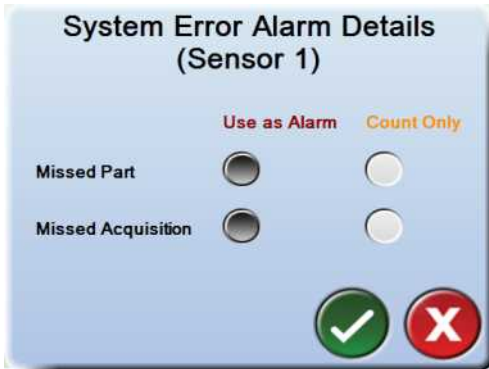 System Error Alarm Details
(Sensor 1)
Use as Alarm Count Only
Missed Part
Missed Acquisition